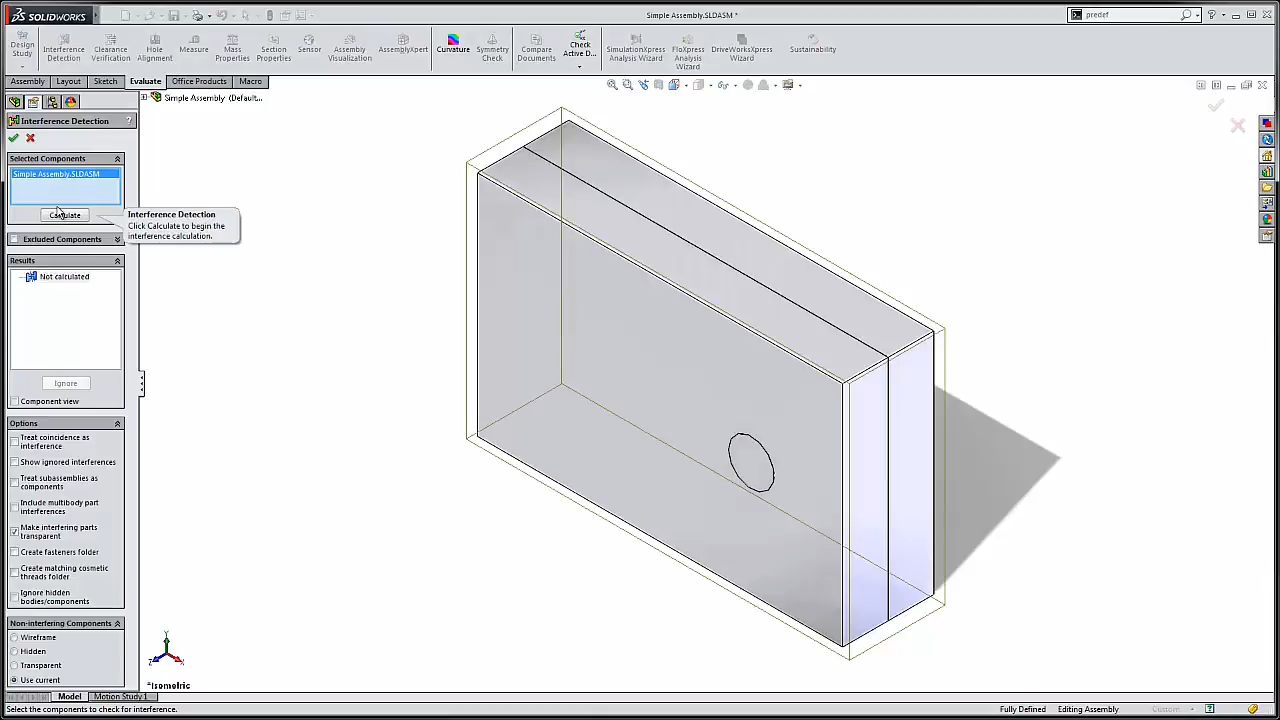 SOLIDWORKS
Simple Assembly.SLDASM *
predef
Design Study
Interference Detection
Clearance Verification
Hole Alignment
Measure
Mass Properties
Section Properties
Sensor
Assembly Visualization
AssemblyXpert
Curvature
Symmetry Check
Compare Documents
Check Active D...
SimulationXpress Analysis Wizard
FloXpress Analysis Wizard
DriveWorksXpress Wizard
Sustainability
Assembly
Layout
Sketch
Evaluate
Office Products
Macro
Simple Assembly (Default...
Interference Detection
?
Selected Components
Simple Assembly.SLDASM
Calculate
Interference Detection
Click Calculate to begin the
interference calculation.
Excluded Components
Results
Not calculated
Ignore
Component view
Options
Treat coincidence as
interference
Show ignored interferences
Treat subassemblies as
components
Include multibody part
interferences
Make interfering parts
transparent
Create fasteners folder
Create matching cosmetic
threads folder
Ignore hidden
bodies/components
Non-interfering Components
Wireframe
Hidden
Transparent
Use current
Y
Z
X
*Isometric
Model
Motion Study 1
Select the components to check for interference.
Fully Defined
Editing Assembly
Custom